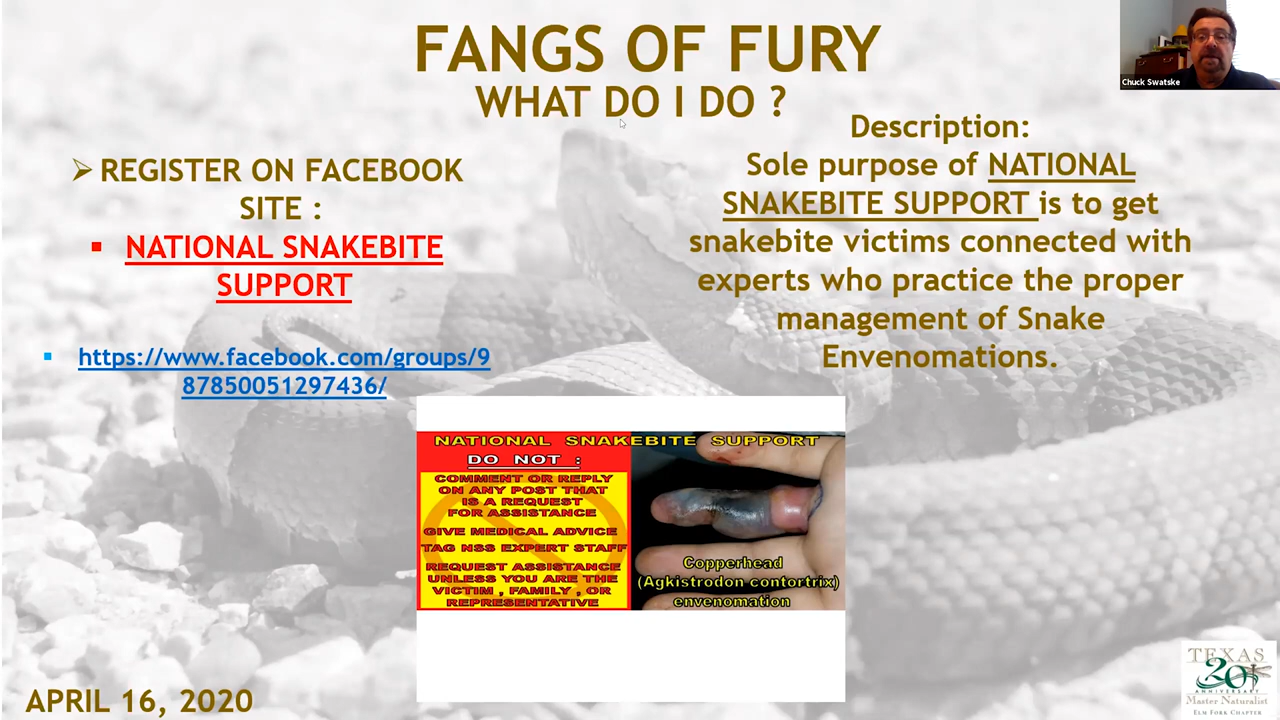 FANGS OF FURY
WHAT DO I DO ?
Chuck Swatske
➢ REGISTER ON FACEBOOK
SITE :
▪ NATIONAL SNAKEBITE
SUPPORT
▪ https://www.facebook.com/groups/9
87850051297436/
Description:
Sole purpose of NATIONAL
SNAKEBITE SUPPORT is to get
snakebite victims connected with
experts who practice the proper
management of Snake
Envenomations.
NATIONAL SNAKEBITE SUPPORT
DO NOT :
COMMENT OR REPLY
ON ANY POST THAT
IS A REQUEST
FOR ASSISTANCE
GIVE MEDICAL ADVICE
TAG NSS EXPERT STAFF
REQUEST ASSISTANCE
UNLESS YOU ARE THE
VICTIM , FAMILY , OR
REPRESENTATIVE
Copperhead
(Agkistrodon contortrix)
envenomation
APRIL 16, 2020
TEXAS
20
ANNIVERSARY
Master Naturalist
ELM FORK CHAPTER